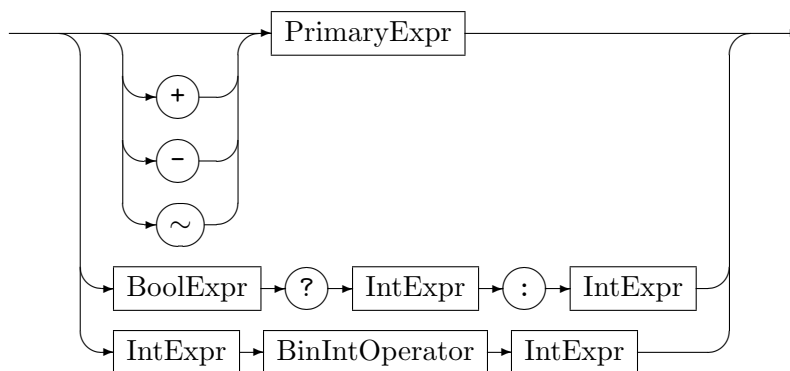 PrimaryExpr
+
-
~
BoolExpr ? IntExpr : IntExpr
IntExpr BinIntOperator IntExpr